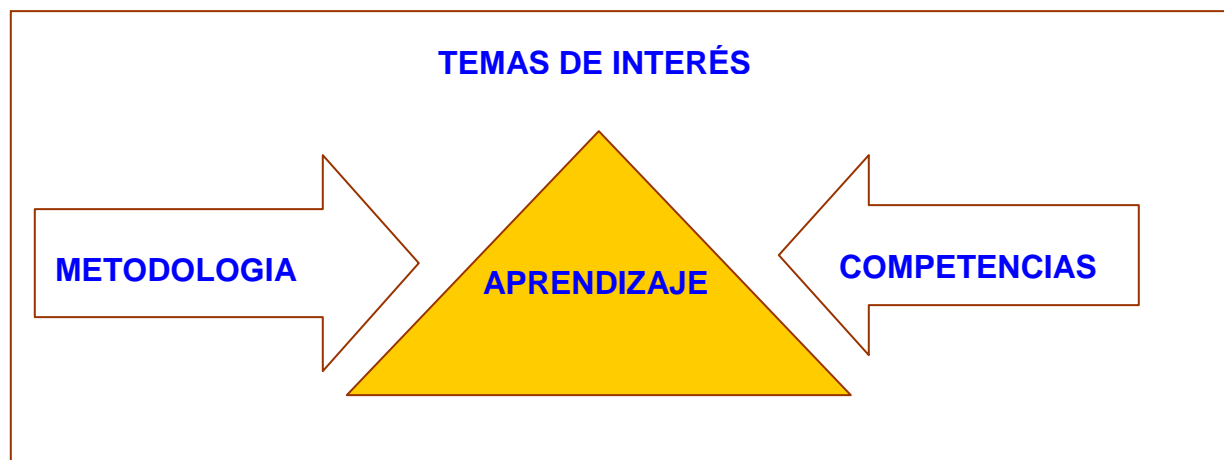 TEMAS DE INTERÉS
METODOLOGIA
APRENDIZAJE
COMPETENCIAS